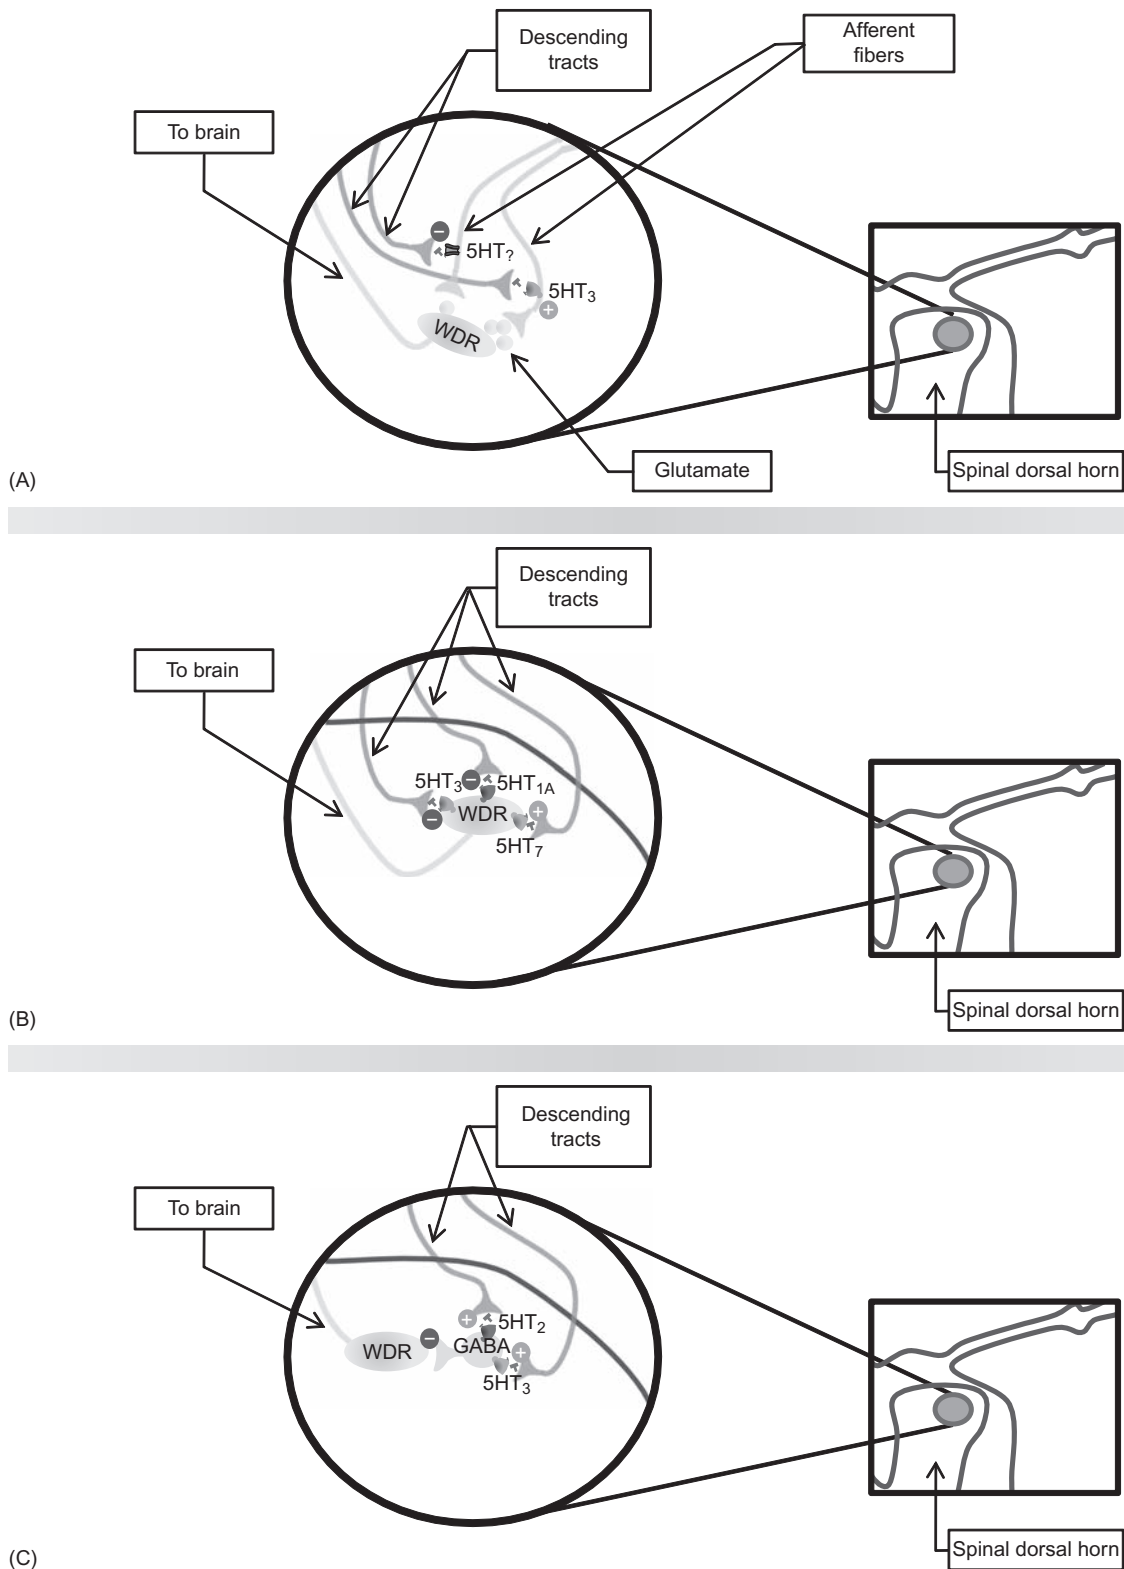 Descending
tracts
Afferent
fibers
To brain
−
5HT?
5HT3
+
WDR
Glutamate
Spinal dorsal horn
(A)
Descending
tracts
To brain
5HT3
−
5HT1A
WDR
+
−
5HT7
Spinal dorsal horn
(B)
Descending
tracts
To brain
+
5HT2
−
WDR
GABA
+
5HT3
Spinal dorsal horn
(C)